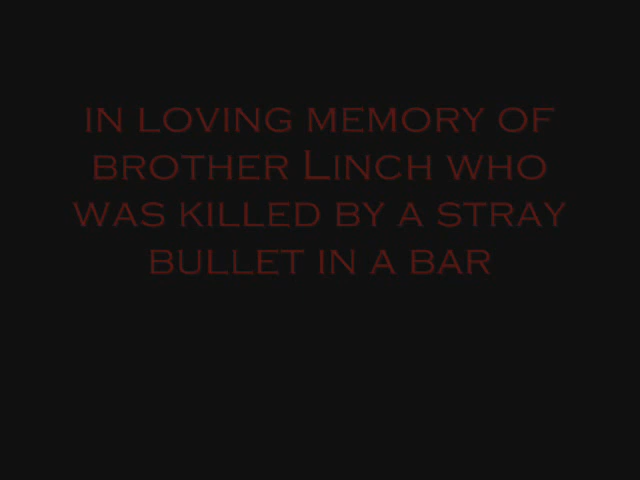 IN LOVING MEMORY OF
BROTHER LINCH WHO
WAS KILLED BY A STRAY
BULLET IN A BAR